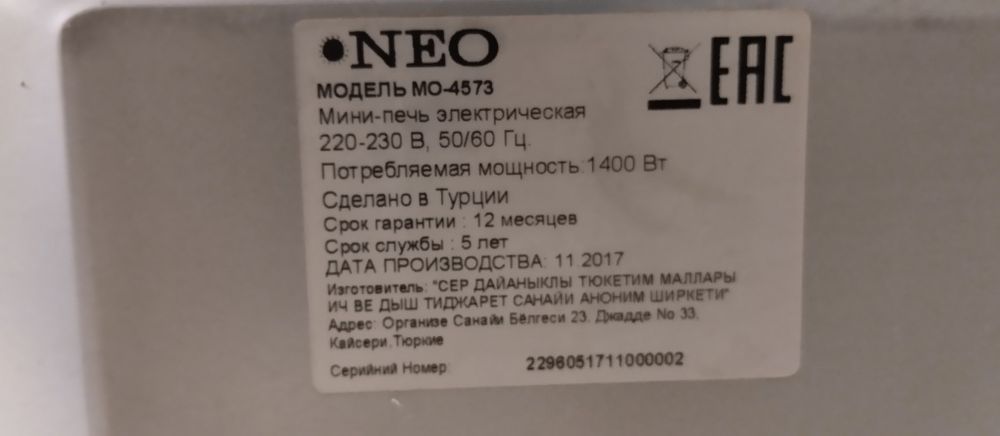 NEO
EAC
МОДЕЛЬ МО-4573
Мини-печь электрическая
220-230 В, 50/60 Гц.
Потребляемая мощность:1400 Вт
Сделано в Турции
Срок гарантии : 12 месяцев
Срок службы : 5 лет
ДАТА ПРОИЗВОДСТВА: 11.2017
Изготовитель: "СЕР ДАЙАНЫКЛЫ ТЮКЕТИМ МАЛЛАРЫ
ИЧ ВЕ ДЫШ ТИДЖАРЕТ САНАЙИ АНОНИМ ШИРКЕТИ"
Адрес: Организе Санайи Бёлгеси 23. Джадде No 33.
Кайсери.Тюркие
Серийний Номер: 2296051711000002